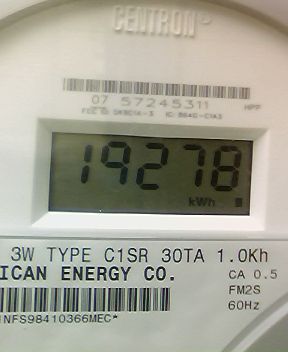 CENTRON
07 57245311
HPP
19278
kWh
3W TYPE C1SR 30TA 1.0Kh
ICAN ENERGY CO.
CA 0.5
FM2S
60Hz
NFS98410366MEC*